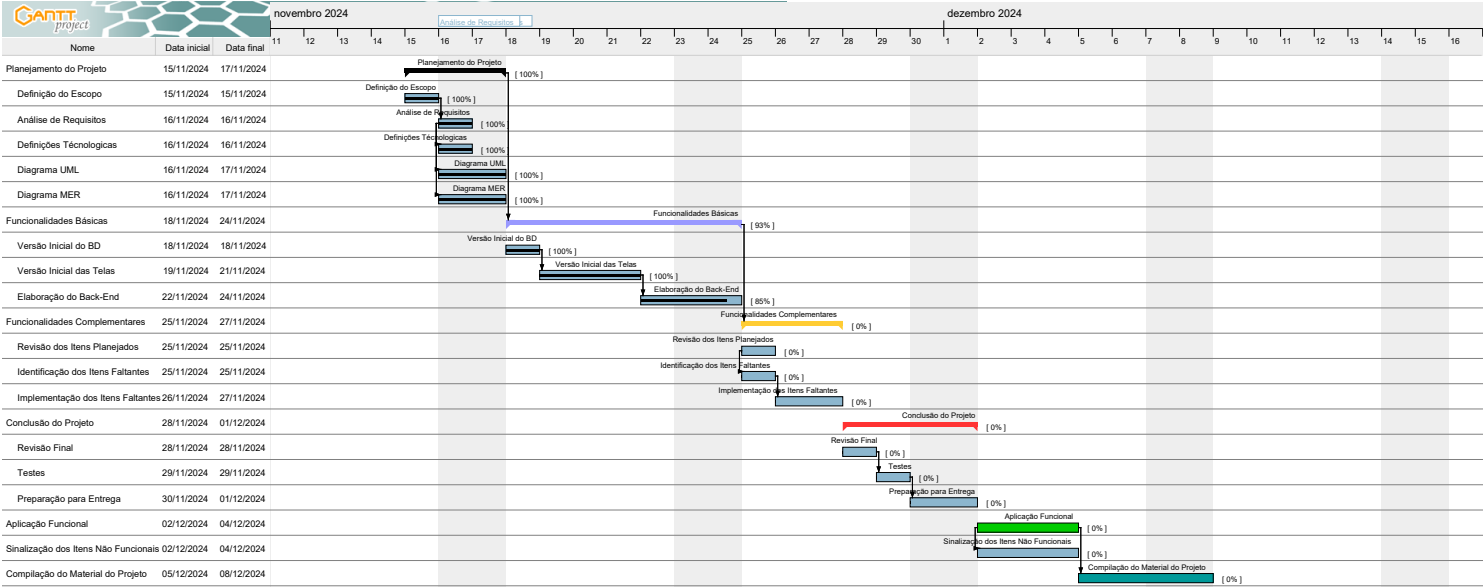 GANTT project
novembro 2024 dezembro 2024
Análise de Requisitos
Nome Data inicial Data final 11 12 13 14 15 16 17 18 19 20 21 22 23 24 25 26 27 28 29 30 1 2 3 4 5 6 7 8 9 10 11 12 13 14 15 16
Planejamento do Projeto 15/11/2024 17/11/2024 Planejamento do Projeto [ 100% ]
Definição do Escopo 15/11/2024 15/11/2024 Definição do Escopo [ 100% ]
Análise de Requisitos 16/11/2024 16/11/2024 Análise de Requisitos [ 100%
Definições Técnologicas 16/11/2024 16/11/2024 Definições Técnologicas [ 100%
Diagrama UML 16/11/2024 17/11/2024 Diagrama UML [ 100% ]
Diagrama MER 16/11/2024 17/11/2024 Diagrama MER [ 100% ]
Funcionalidades Básicas 18/11/2024 24/11/2024 Funcionalidades Básicas [ 93% ]
Versão Inicial do BD 18/11/2024 18/11/2024 Versão Inicial do BD [ 100% ]
Versão Inicial das Telas 19/11/2024 21/11/2024 Versão Inicial das Telas [ 100% ]
Elaboração do Back-End 22/11/2024 24/11/2024 Elaboração do Back-End [ 85% ]
Funcionalidades Complementares 25/11/2024 27/11/2024 Funcionalidades Complementares [ 0% ]
Revisão dos Itens Planejados 25/11/2024 25/11/2024 Revisão dos Itens Planejados [ 0% ]
Identificação dos Itens Faltantes 25/11/2024 25/11/2024 Identificação dos Itens Faltantes [ 0% ]
Implementação dos Itens Faltantes 26/11/2024 27/11/2024 Implementação dos Itens Faltantes [ 0% ]
Conclusão do Projeto 28/11/2024 01/12/2024 Conclusão do Projeto [ 0% ]
Revisão Final 28/11/2024 28/11/2024 Revisão Final [ 0% ]
Testes 29/11/2024 29/11/2024 Testes [ 0% ]
Preparação para Entrega 30/11/2024 01/12/2024 Preparação para Entrega [ 0% ]
Aplicação Funcional 02/12/2024 04/12/2024 Aplicação Funcional [ 0% ]
Sinalização dos Itens Não Funcionais 02/12/2024 04/12/2024 Sinalização dos Itens Não Funcionais [ 0% ]
Compilação do Material do Projeto 05/12/2024 08/12/2024 Compilação do Material do Projeto [ 0% ]